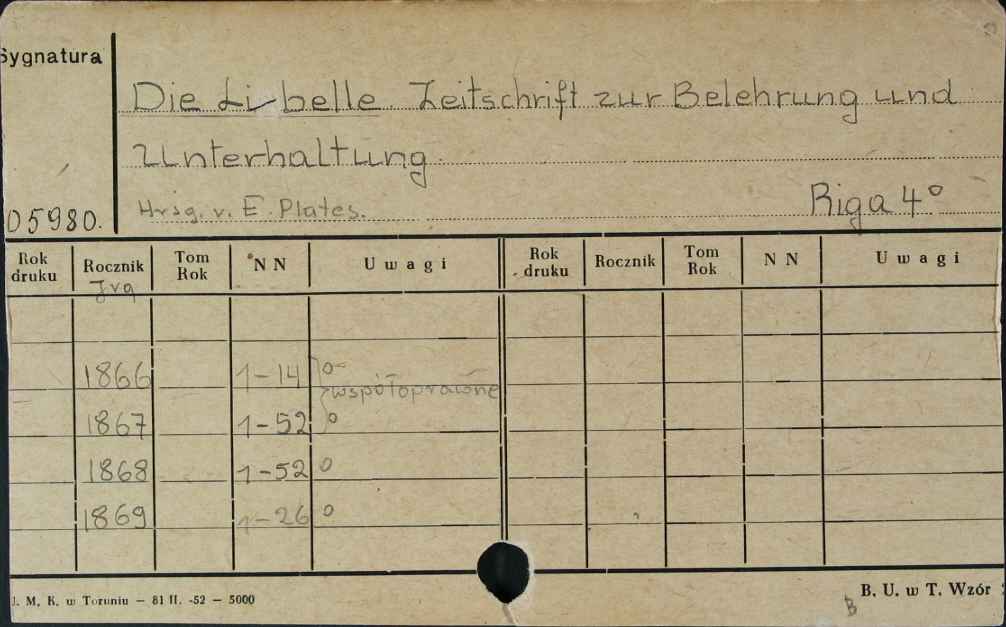 Sygnatura
Die Libelle Zeitschrift zur Belehrung und
Unterhaltung.
05980.
Hrsg. v. E. Plates.
Riga 4°
Rok druku Rocznik Tom Rok NN Uwagi Rok druku Rocznik Tom Rok NN Uwagi
Jrg
1866 1-14 o-
współoprawne
1867 1-52 o
1868 1-52 o
1869 1-26 o
J. M. K. w Toruniu — 81 II. -52 — 5000
B. U. w T. Wzór
B